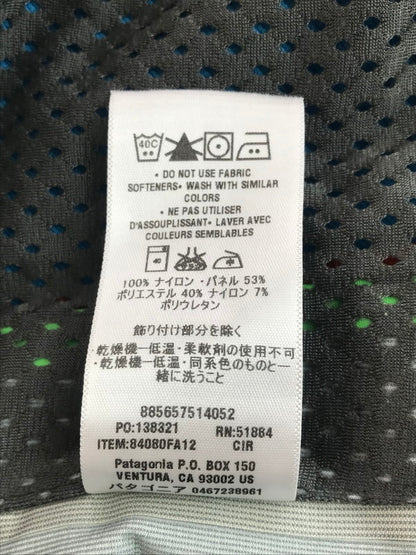 40C
• DO NOT USE FABRIC
SOFTENERS• WASH WITH SIMILAR
COLORS
• NE PAS UTILISER
D'ASSOUPLISSANT• LAVER AVEC
COULEURS SEMBLABLES
40
100% ナイロン・パネル 53%
ポリエステル 40% ナイロン 7%
ポリウレタン
飾り付け部分を除く
・乾燥機—低温・柔軟剤の使用不可
・乾燥機—低温・同系色のものと一
緒に洗うこと
885657514052
PO:138321 RN:51884
ITEM:84080FA12 CIR
Patagonia P.O. BOX 150
VENTURA, CA 93002 US
パタゴニア 0467238961